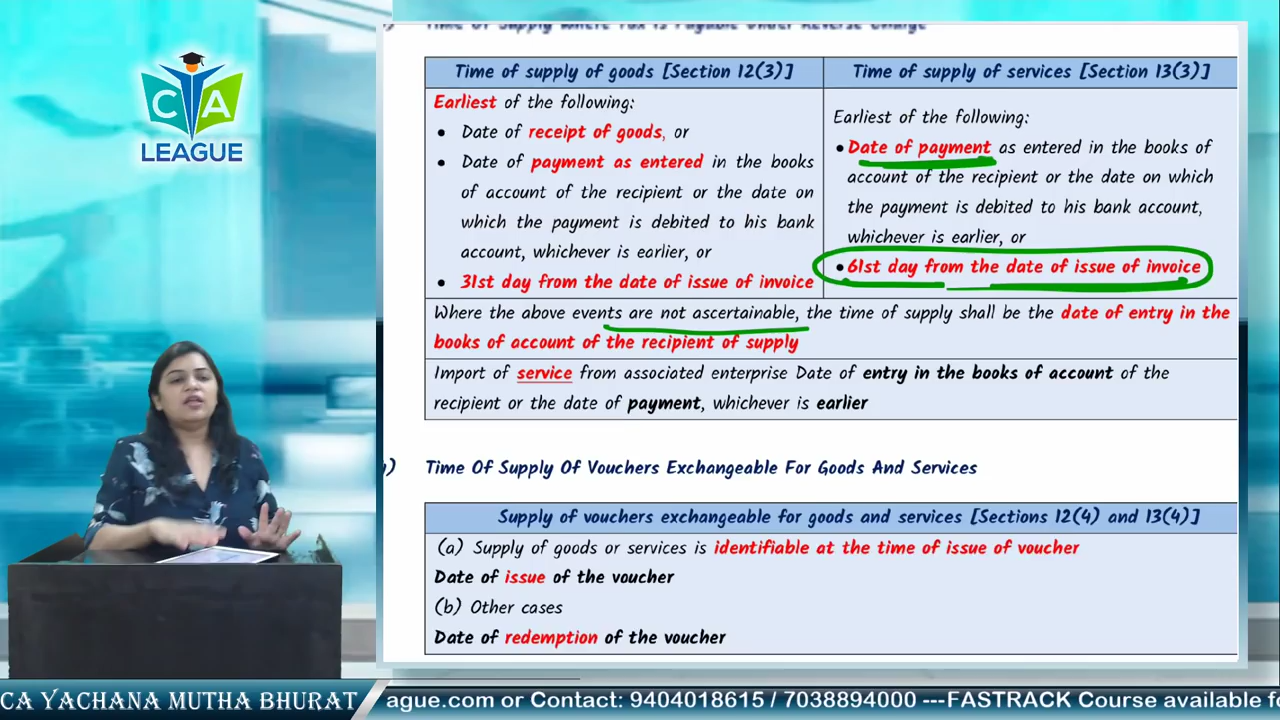 Time Of Supply Where Tax Is Payable Under Reverse Charge
CA
LEAGUE
Time of supply of goods [Section 12(3)]
Earliest of the following:
• Date of receipt of goods, or
• Date of payment as entered in the books
of account of the recipient or the date on
which the payment is debited to his bank
account, whichever is earlier, or
• 31st day from the date of issue of invoice
Time of supply of services [Section 13(3)]
Earliest of the following:
• Date of payment as entered in the books of
account of the recipient or the date on which
the payment is debited to his bank account,
whichever is earlier, or
• 61st day from the date of issue of invoice
Where the above events are not ascertainable, the time of supply shall be the date of entry in the
books of account of the recipient of supply
Import of service from associated enterprise Date of entry in the books of account of the
recipient or the date of payment, whichever is earlier
) Time Of Supply Of Vouchers Exchangeable For Goods And Services
Supply of vouchers exchangeable for goods and services [Sections 12(4) and 13(4)]
(a) Supply of goods or services is identifiable at the time of issue of voucher
Date of issue of the voucher
(b) Other cases
Date of redemption of the voucher
CA YACHANA MUTHA BHURAT
ague.com or Contact: 9404018615 / 7038894000 ---FASTRACK Course available fo